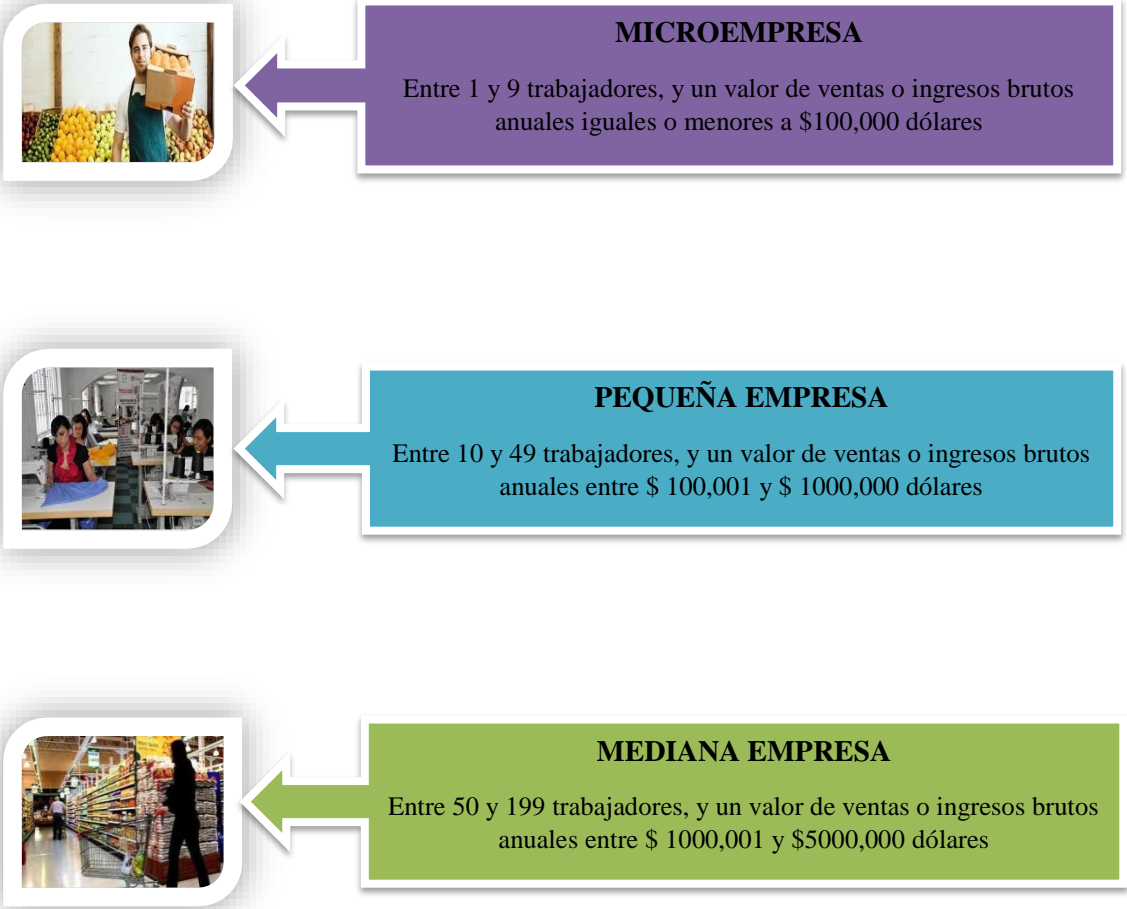 MICROEMPRESA
Entre 1 y 9 trabajadores, y un valor de ventas o ingresos brutos
anuales iguales o menores a $100,000 dólares
PEQUEÑA EMPRESA
Entre 10 y 49 trabajadores, y un valor de ventas o ingresos brutos
anuales entre $ 100,001 y $ 1000,000 dólares
MEDIANA EMPRESA
Entre 50 y 199 trabajadores, y un valor de ventas o ingresos brutos
anuales entre $ 1000,001 y $5000,000 dólares